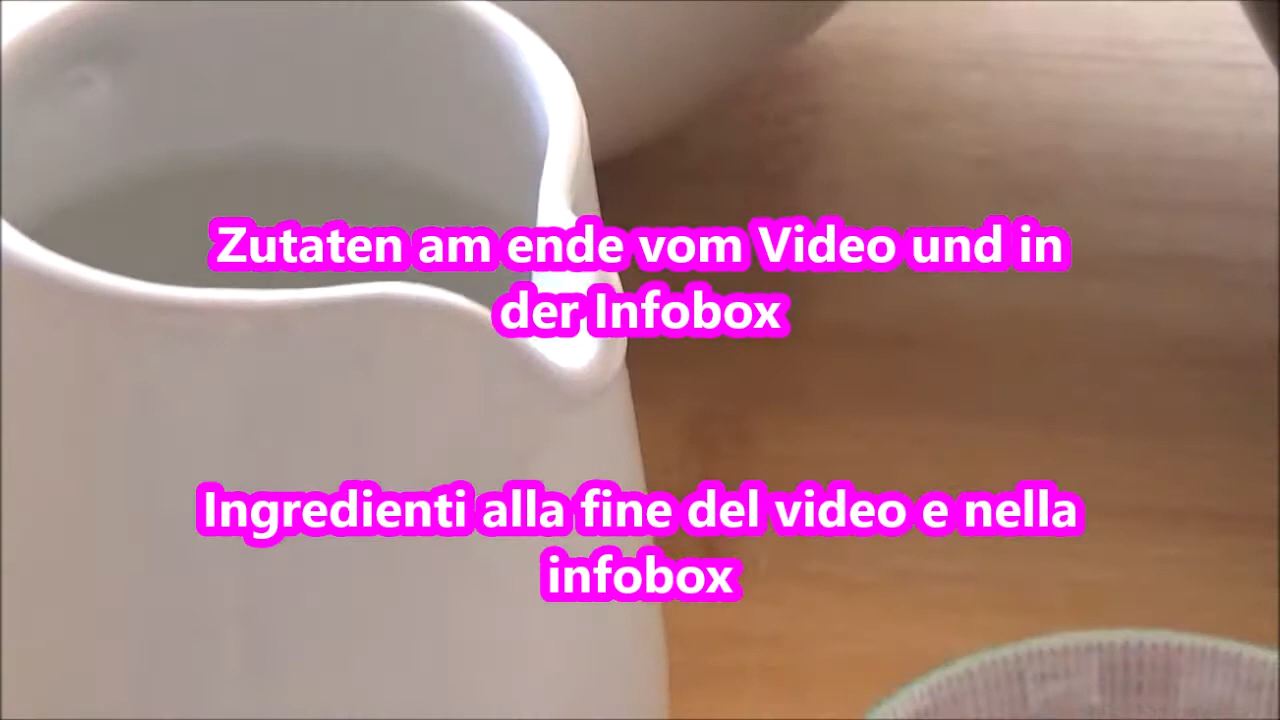 Zutaten am ende vom Video und in
der Infobox
Ingredienti alla fine del video e nella
infobox